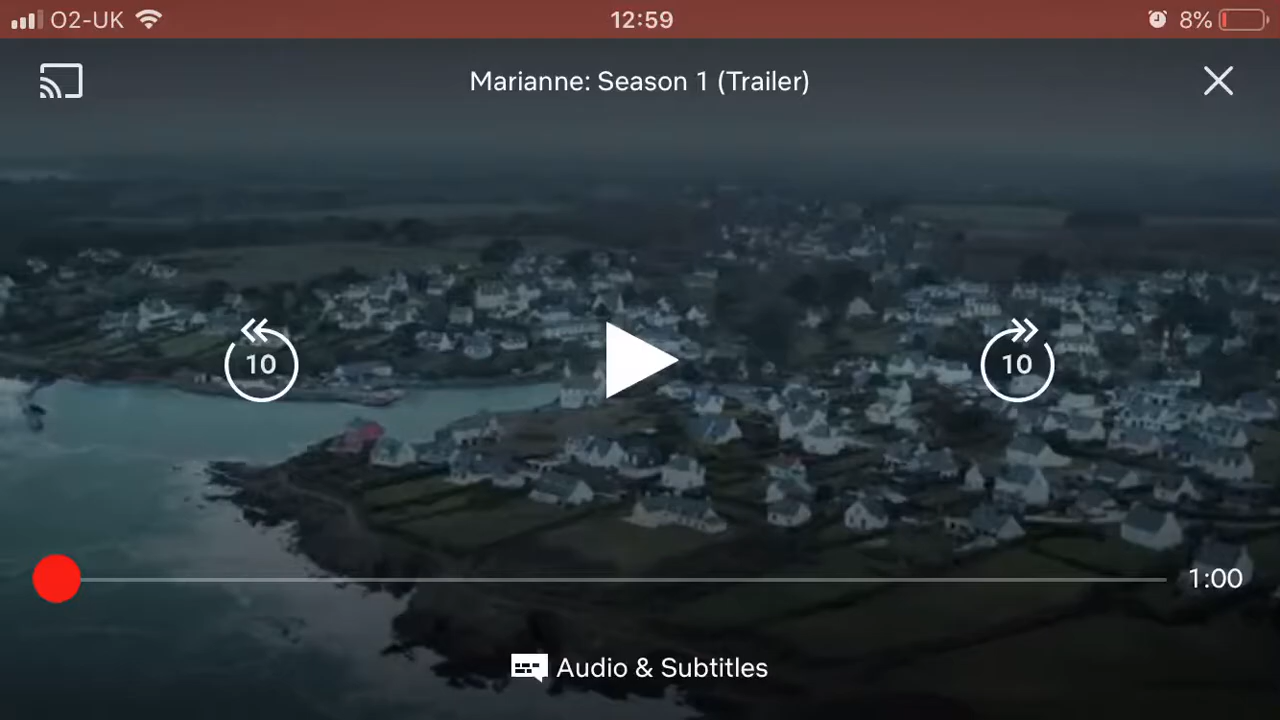 O2-UK 12:59 8%
Marianne: Season 1 (Trailer)
10 10
1:00
Audio & Subtitles